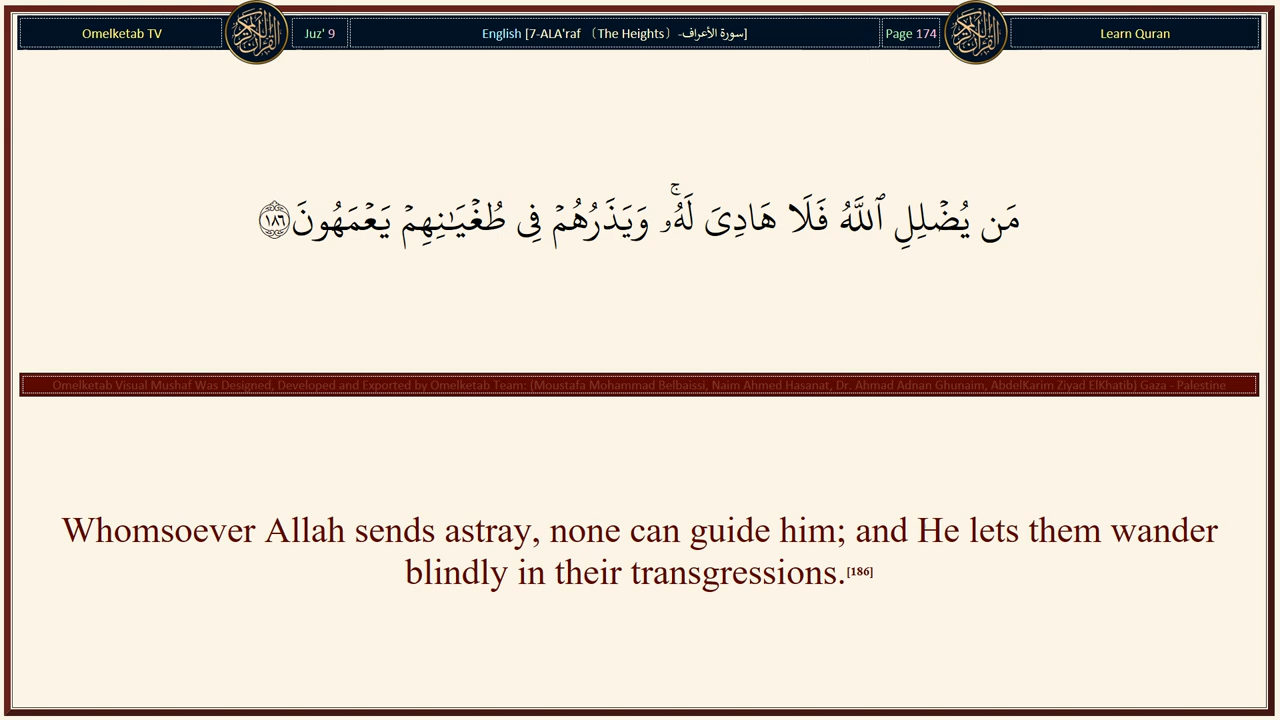 Omelketab TV
Juz' 9
English [7-ALA'raf （The Heights） -سورة الأعراف]
Page 174
Learn Quran
مَن يُضۡلِلِ ٱللَّهُ فَلَا هَادِىَ لَهُۥۚ وَيَذَرُهُمۡ فِى طُغۡيَـٰنِهِمۡ يَعۡمَهُونَ ١٨٦
Omelketab Visual Mushaf Was Designed, Developed and Exported by Omelketab Team: (Moustafa Mohammad Belbaissi, Naim Ahmed Hasanat, Dr. Ahmad Adnan Ghunaim, AbdelKarim Ziyad ElKhatib) Gaza - Palestine
Whomsoever Allah sends astray, none can guide him; and He lets them wander
blindly in their transgressions.[186]